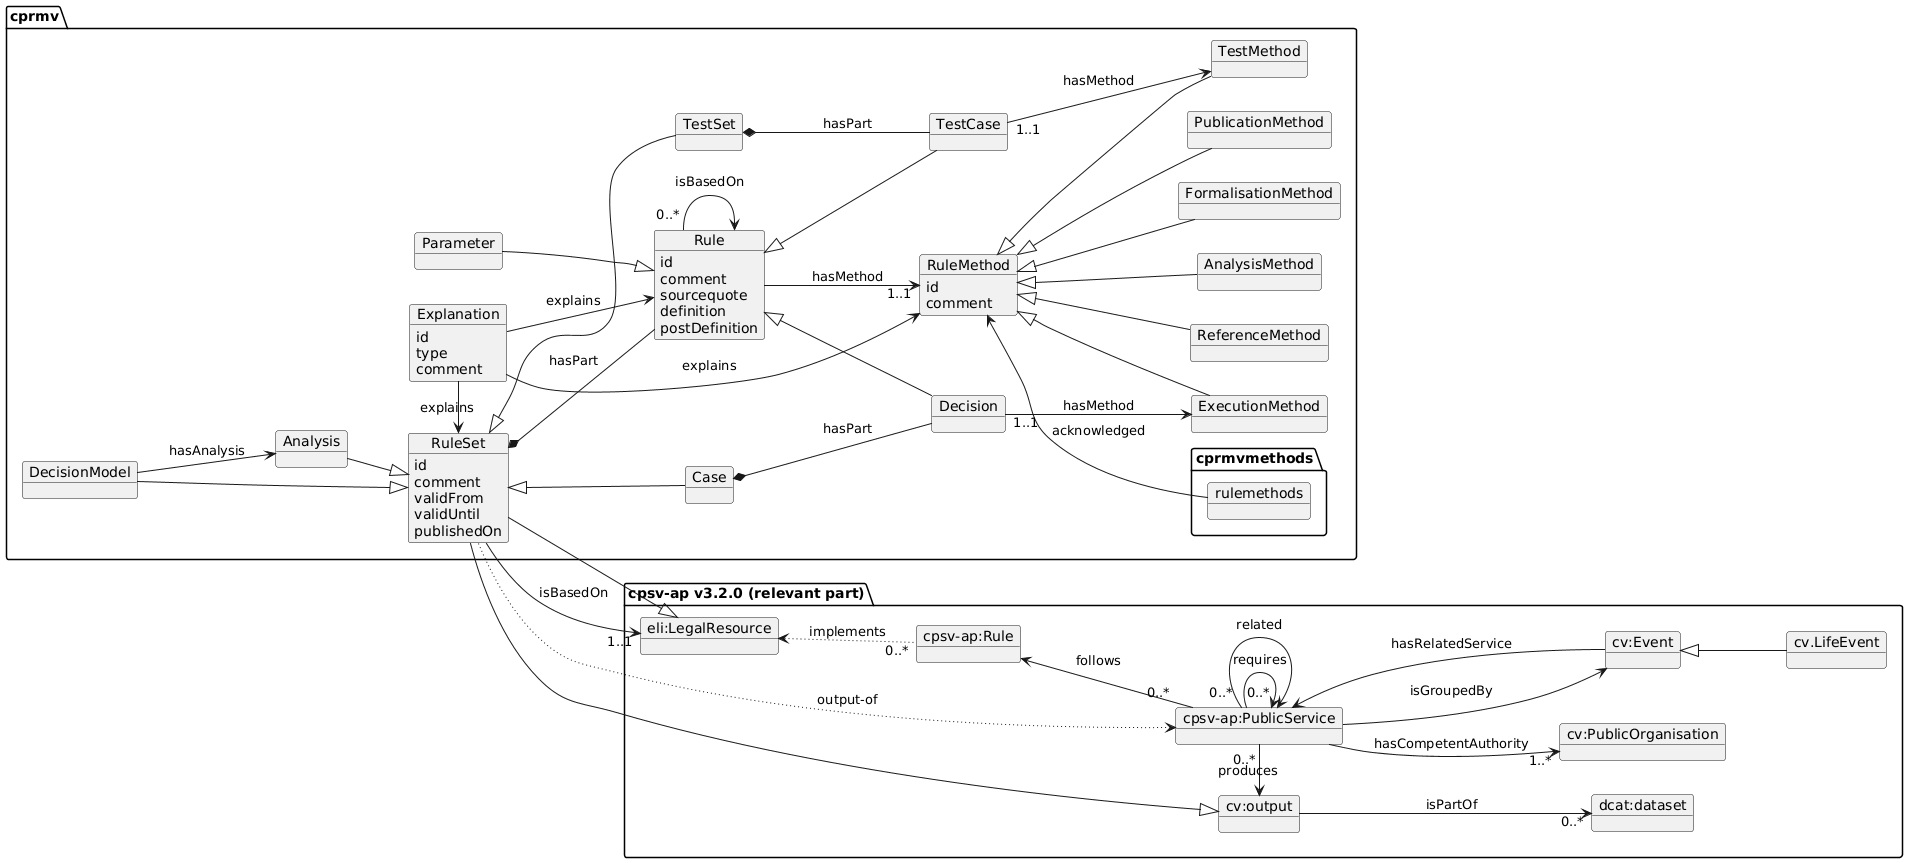 cprmv
TestMethod
hasMethod
PublicationMethod
TestSet
hasPart
TestCase
1..1
isBasedOn
FormalisationMethod
0..*
Parameter
Rule
id
comment
sourcequote
definition
postDefinition
hasMethod
1..1
RuleMethod
id
comment
AnalysisMethod
Explanation
id
type
comment
explains
ReferenceMethod
hasPart
explains
explains
Decision
hasMethod
1..1
ExecutionMethod
hasPart
acknowledged
Analysis
hasAnalysis
DecisionModel
RuleSet
id
comment
validFrom
validUntil
publishedOn
Case
cprmvmethods
rulemethods
isBasedOn
1..1
cpsv-ap v3.2.0 (relevant part)
eli:LegalResource
implements
0..*
cpsv-ap:Rule
related
requires
hasRelatedService
cv:Event
cv.LifeEvent
follows
0..*
0..*
0..*
isGroupedBy
output-of
cpsv-ap:PublicService
hasCompetentAuthority
1..*
cv:PublicOrganisation
0..*
produces
cv:output
isPartOf
0..*
dcat:dataset